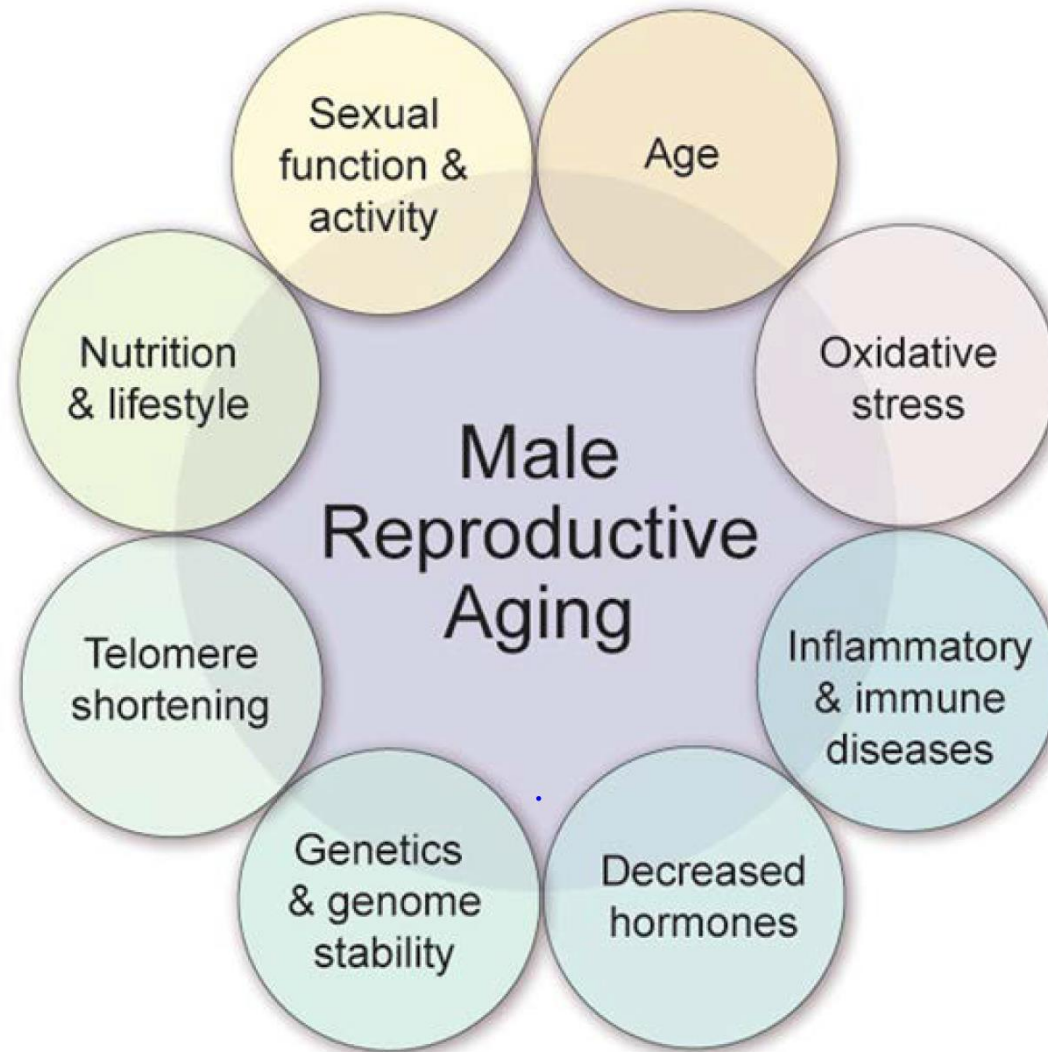 Sexual
function &
activity
Age
Oxidative
stress
Inflammatory
& immune
diseases
Decreased
hormones
Genetics
& genome
stability
Telomere
shortening
Nutrition
& lifestyle
Male
Reproductive
Aging